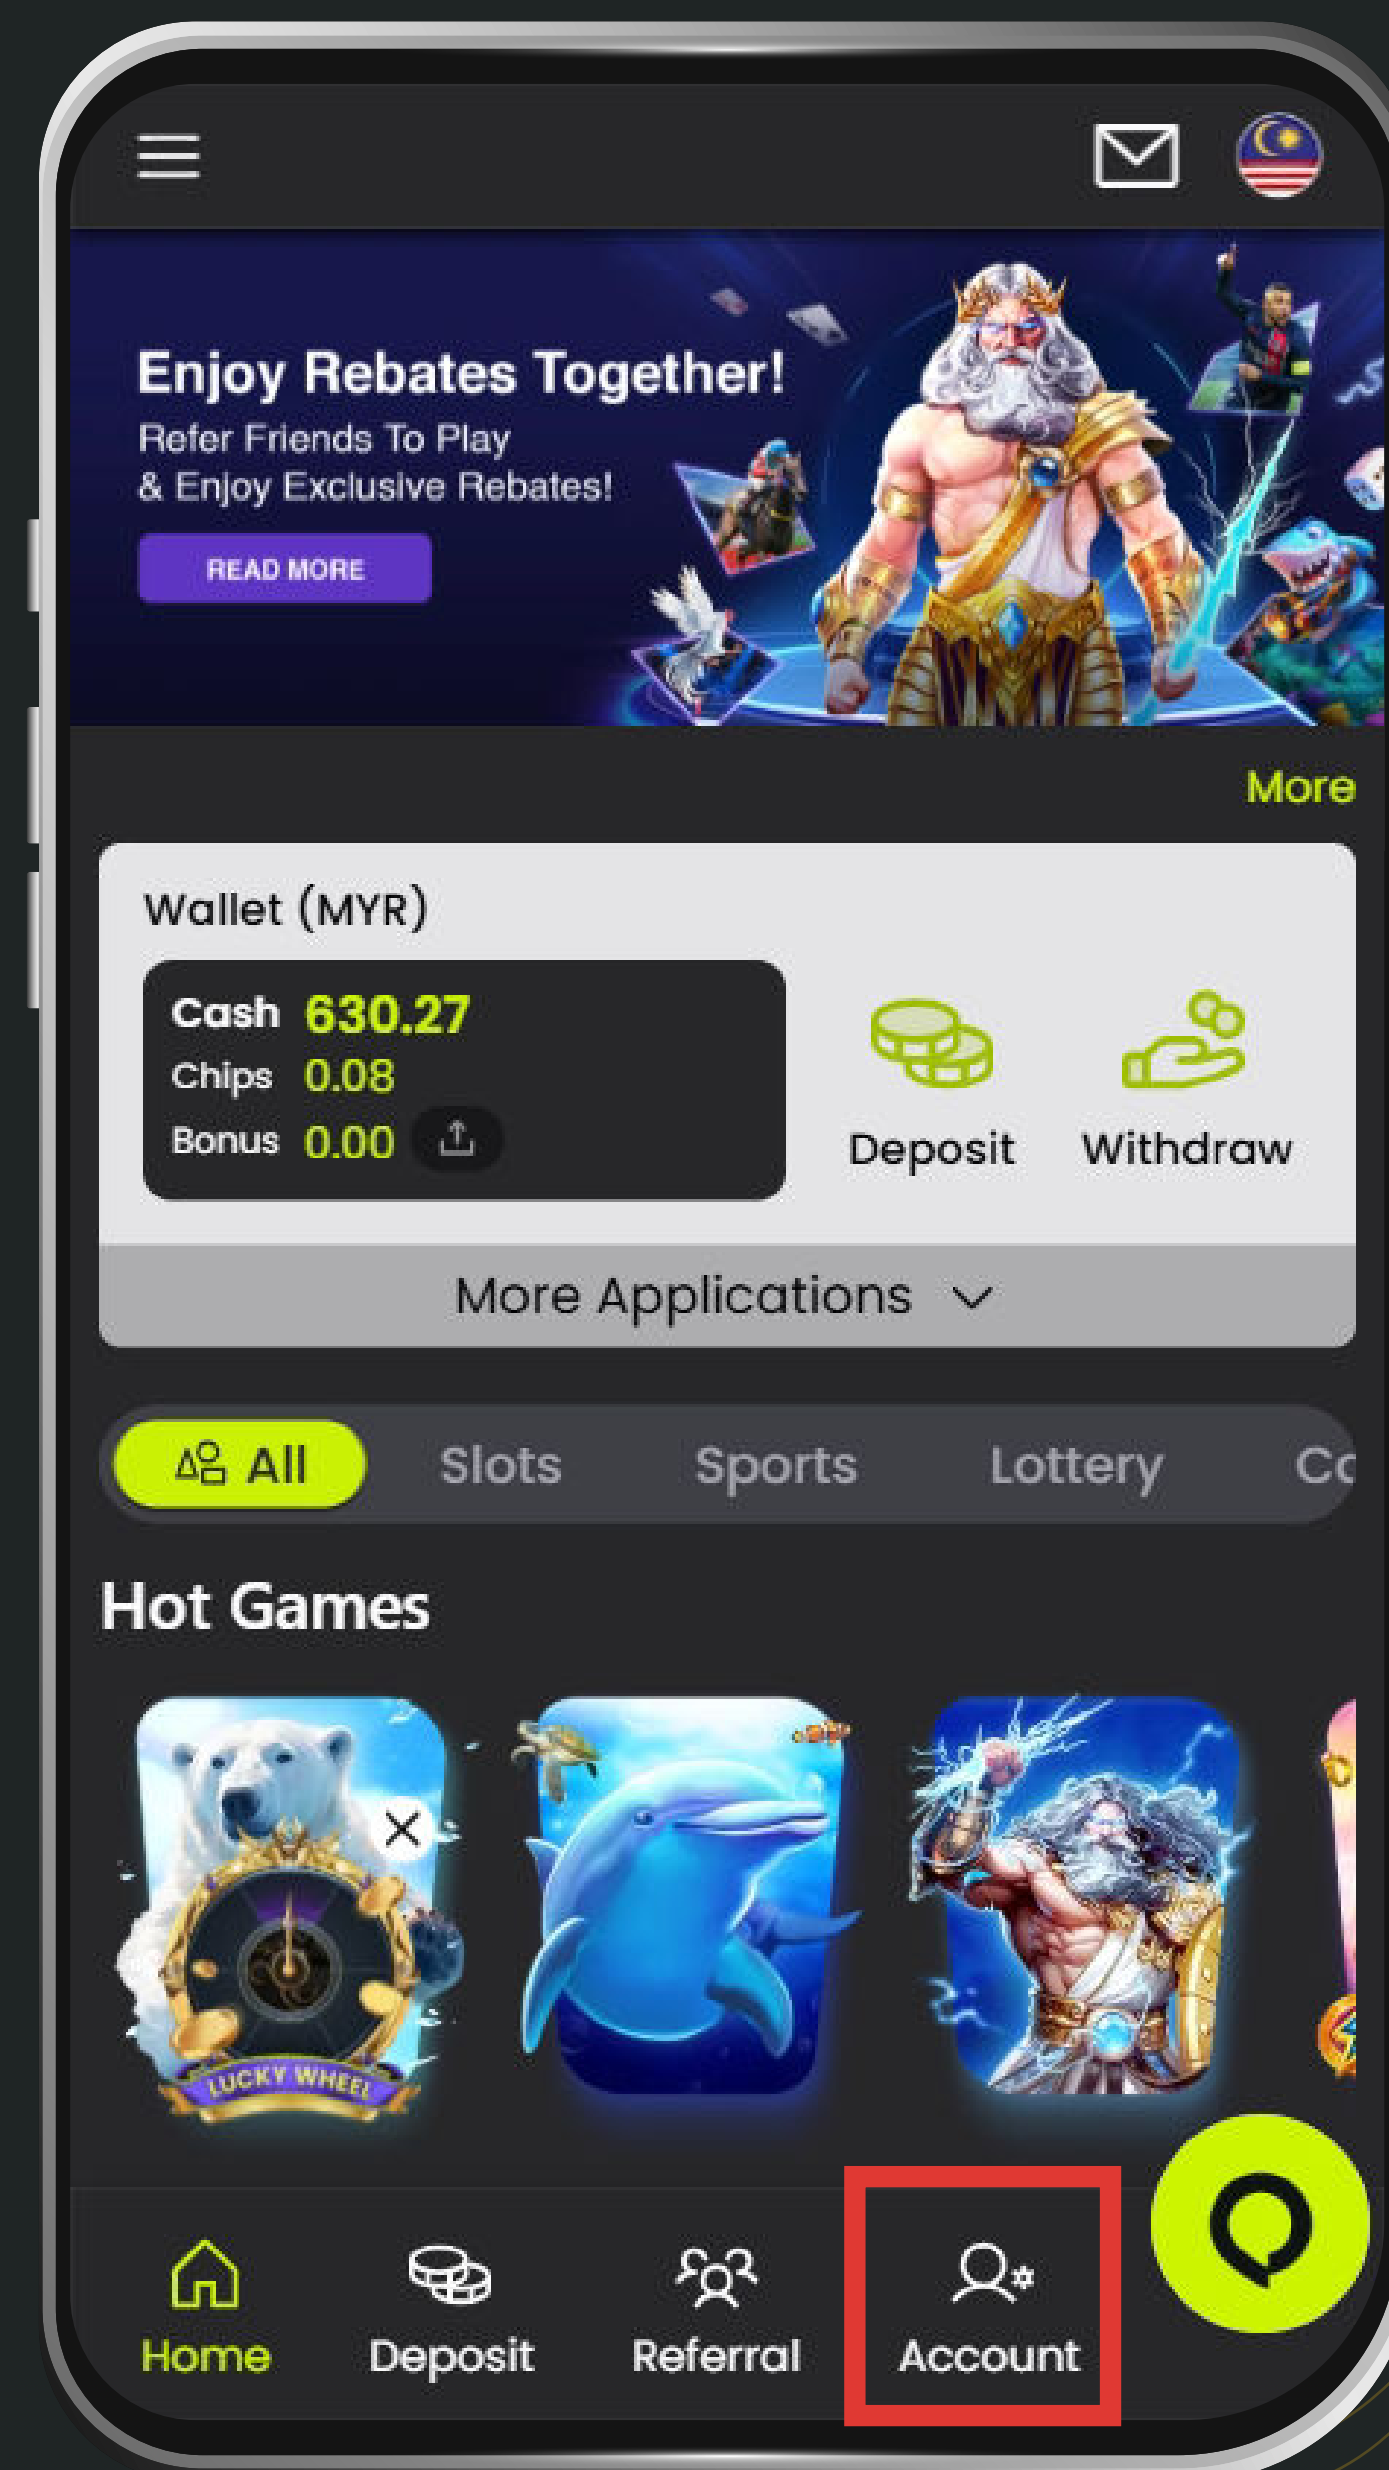 Enjoy Rebates Together!
Refer Friends To Play
& Enjoy Exclusive Rebates!
READ MORE
More
Wallet (MYR)
Cash 630.27
Chips 0.08
Bonus 0.00
Deposit Withdraw
More Applications
All Slots Sports Lottery
Hot Games
LUCKY WHEEL
Home Deposit Referral Account